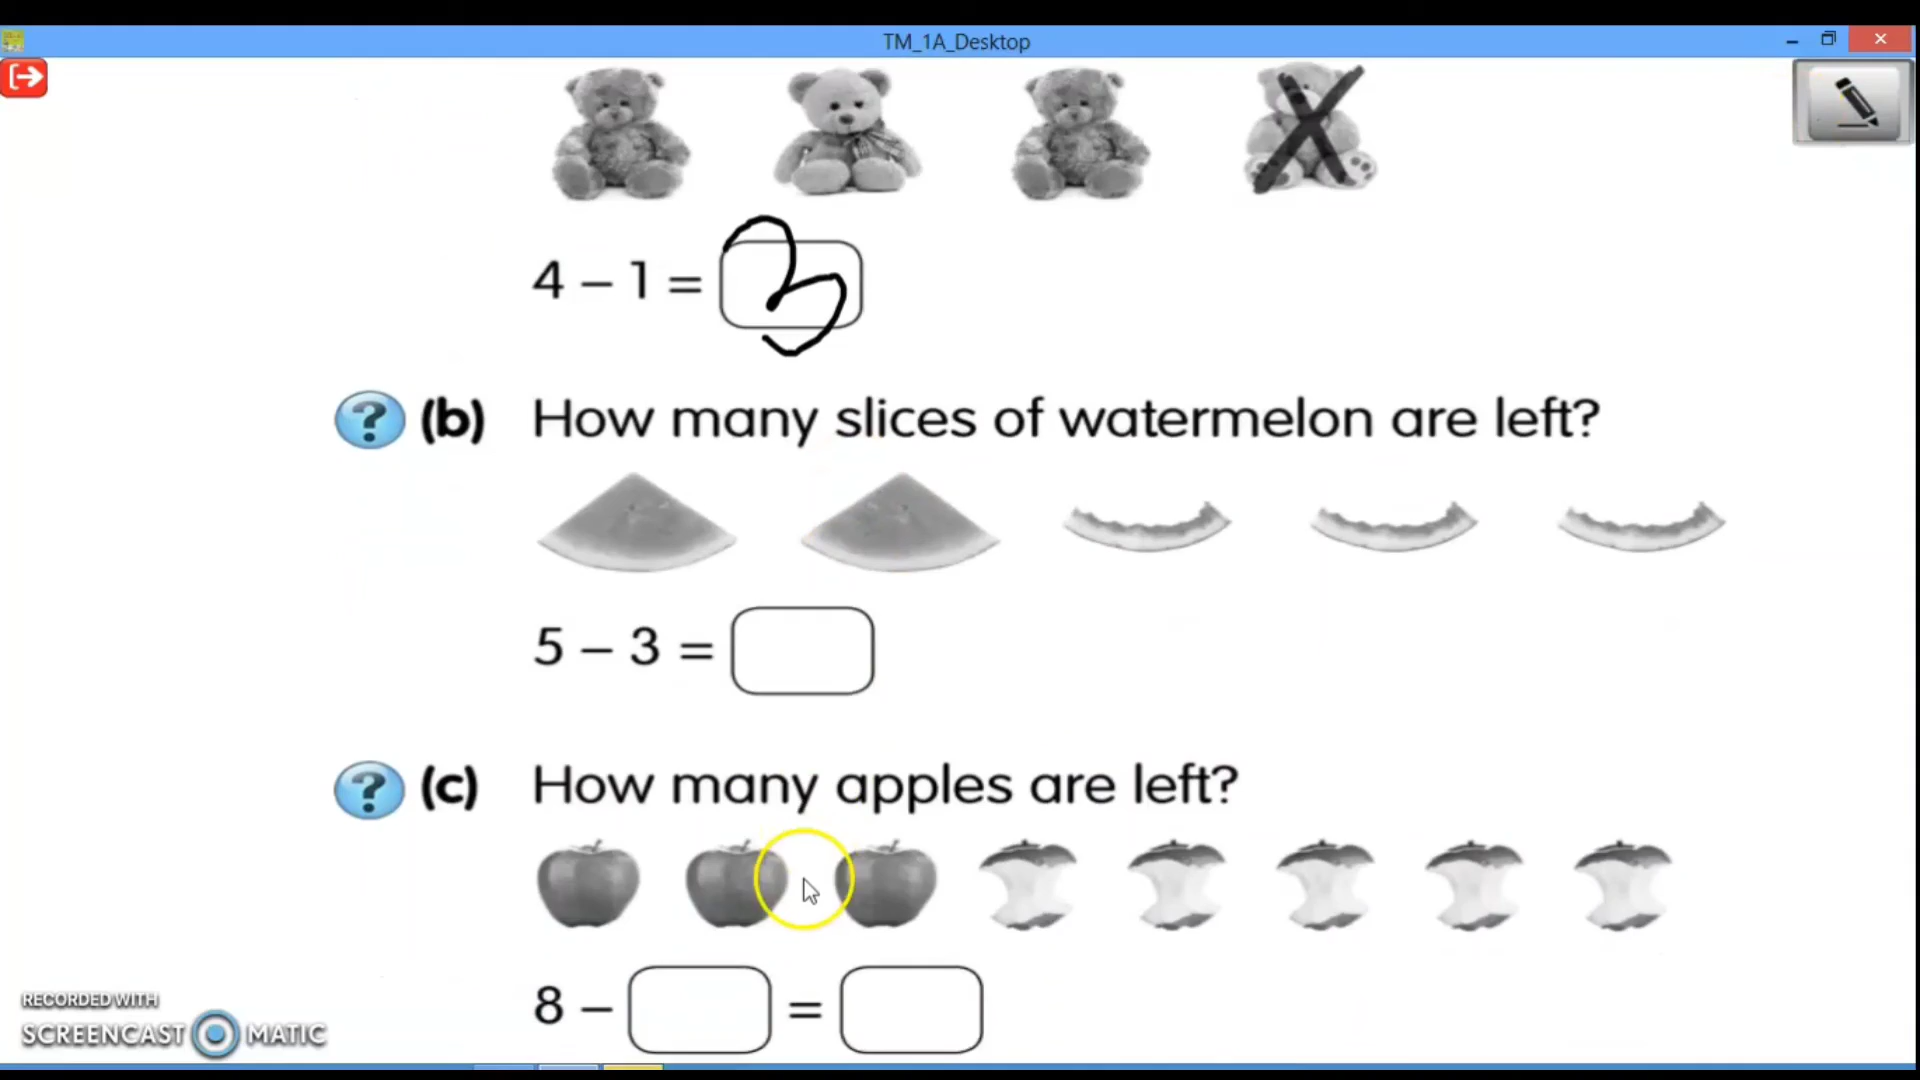 TM_1A_Desktop
4 – 1 = 3
? (b) How many slices of watermelon are left?
5 – 3 =
? (c) How many apples are left?
8 – =
RECORDED WITH
SCREENCAST MATIC